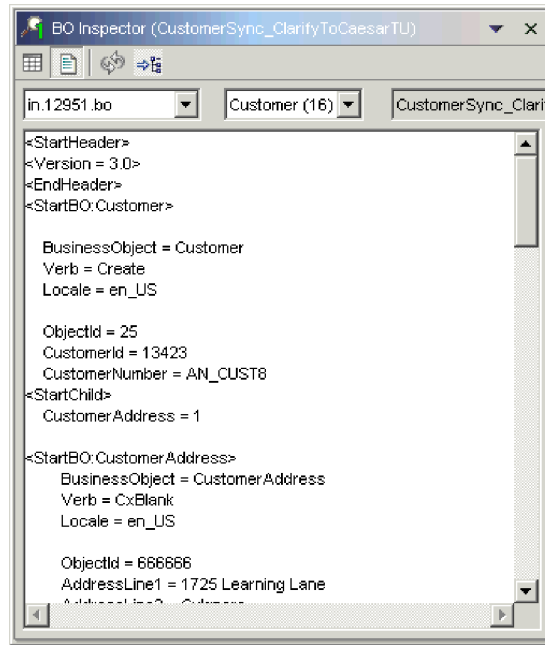 BO Inspector (CustomerSync_ClarifyToCaesarTU)
in.12951.bo Customer (16) CustomerSync_Clari
<StartHeader>
<Version = 3.0>
<EndHeader>
<StartBO:Customer>
BusinessObject = Customer
Verb = Create
Locale = en_US
ObjectId = 25
CustomerId = 13423
CustomerNumber = AN_CUST8
<StartChild>
CustomerAddress = 1
<StartBO:CustomerAddress>
BusinessObject = CustomerAddress
Verb = CxBlank
Locale = en_US
ObjectId = 666666
AddressLine1 = 1725 Learning Lane